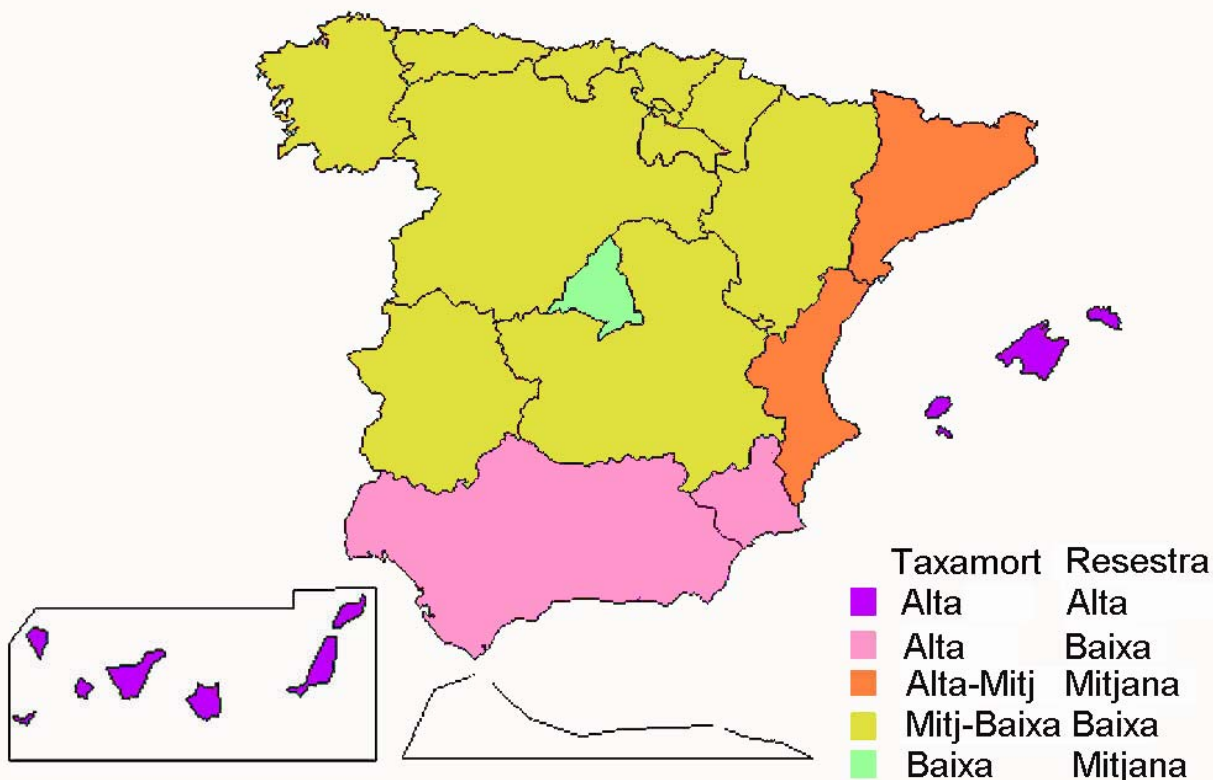 Taxamort Resestra
Alta Alta
Alta Baixa
Alta-Mitj Mitjana
Mitj-Baixa Baixa
Baixa Mitjana